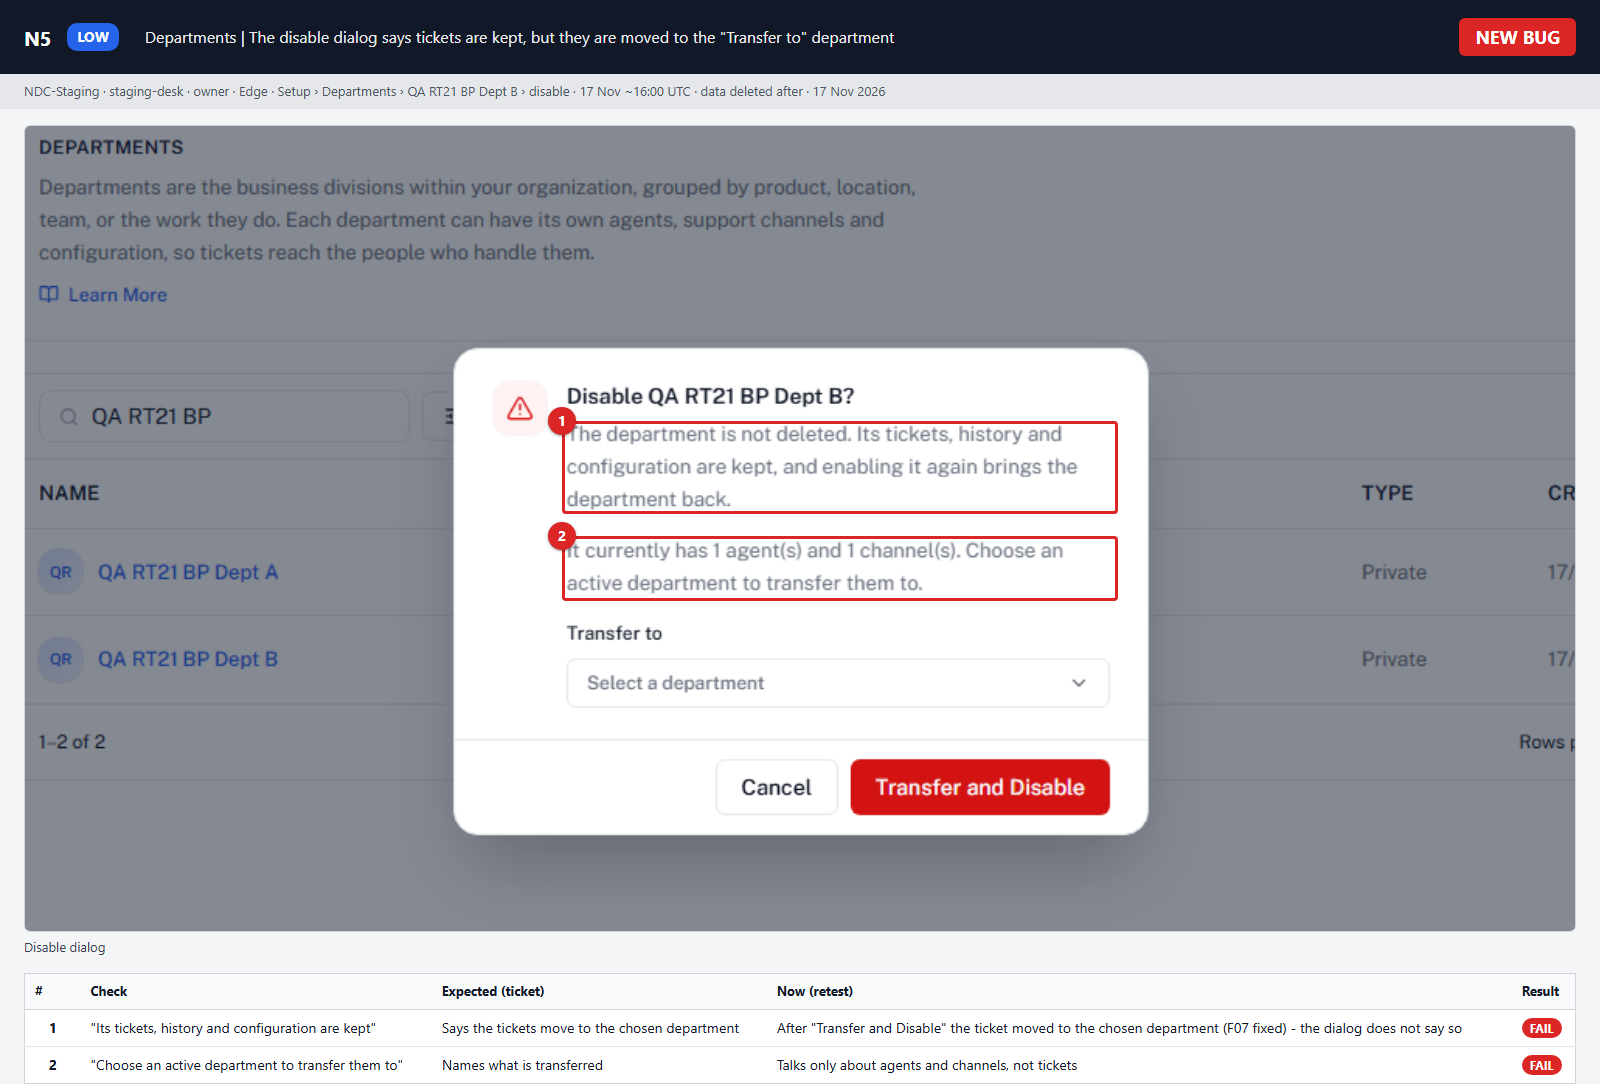 N5 LOW Departments | The disable dialog says tickets are kept, but they are moved to the "Transfer to" department NEW BUG
NDC-Staging · staging-desk · owner · Edge · Setup › Departments › QA RT21 BP Dept B › disable · 17 Nov ~16:00 UTC · data deleted after · 17 Nov 2026
DEPARTMENTS
Departments are the business divisions within your organization, grouped by product, location,
team, or the work they do. Each department can have its own agents, support channels and
configuration, so tickets reach the people who handle them.
Learn More
QA RT21 BP
NAME TYPE CR
QR QA RT21 BP Dept A Private 17/
QR QA RT21 BP Dept B Private 17/
1–2 of 2 Rows p
Disable QA RT21 BP Dept B?
1
The department is not deleted. Its tickets, history and
configuration are kept, and enabling it again brings the
department back.
2
It currently has 1 agent(s) and 1 channel(s). Choose an
active department to transfer them to.
Transfer to
Select a department
Cancel Transfer and Disable
Disable dialog
# Check Expected (ticket) Now (retest) Result
1 "Its tickets, history and configuration are kept" Says the tickets move to the chosen department After "Transfer and Disable" the ticket moved to the chosen department (F07 fixed) - the dialog does not say so FAIL
2 "Choose an active department to transfer them to" Names what is transferred Talks only about agents and channels, not tickets FAIL